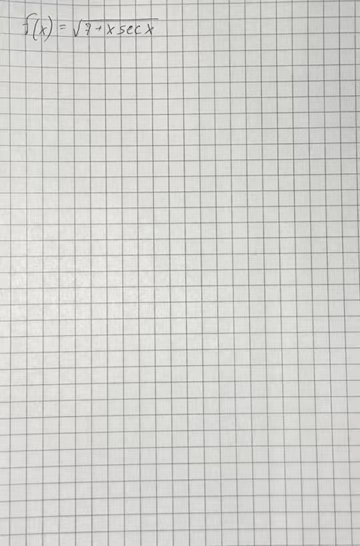 f(x) = √7+x sec x